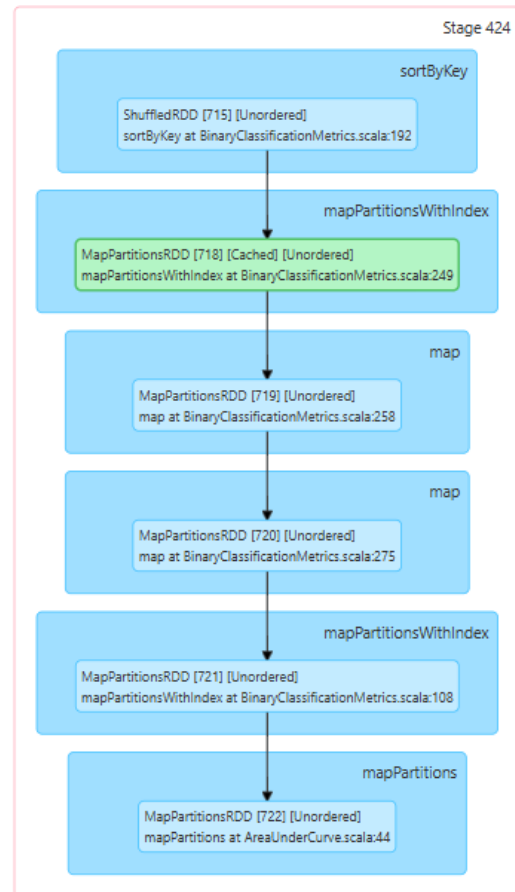 Stage 424
sortByKey
ShuffledRDD [715] [Unordered]
sortByKey at BinaryClassificationMetrics.scala:192
mapPartitionsWithIndex
MapPartitionsRDD [718] [Cached] [Unordered]
mapPartitionsWithIndex at BinaryClassificationMetrics.scala:249
map
MapPartitionsRDD [719] [Unordered]
map at BinaryClassificationMetrics.scala:258
map
MapPartitionsRDD [720] [Unordered]
map at BinaryClassificationMetrics.scala:275
mapPartitionsWithIndex
MapPartitionsRDD [721] [Unordered]
mapPartitionsWithIndex at BinaryClassificationMetrics.scala:108
mapPartitions
MapPartitionsRDD [722] [Unordered]
mapPartitions at AreaUnderCurve.scala:44